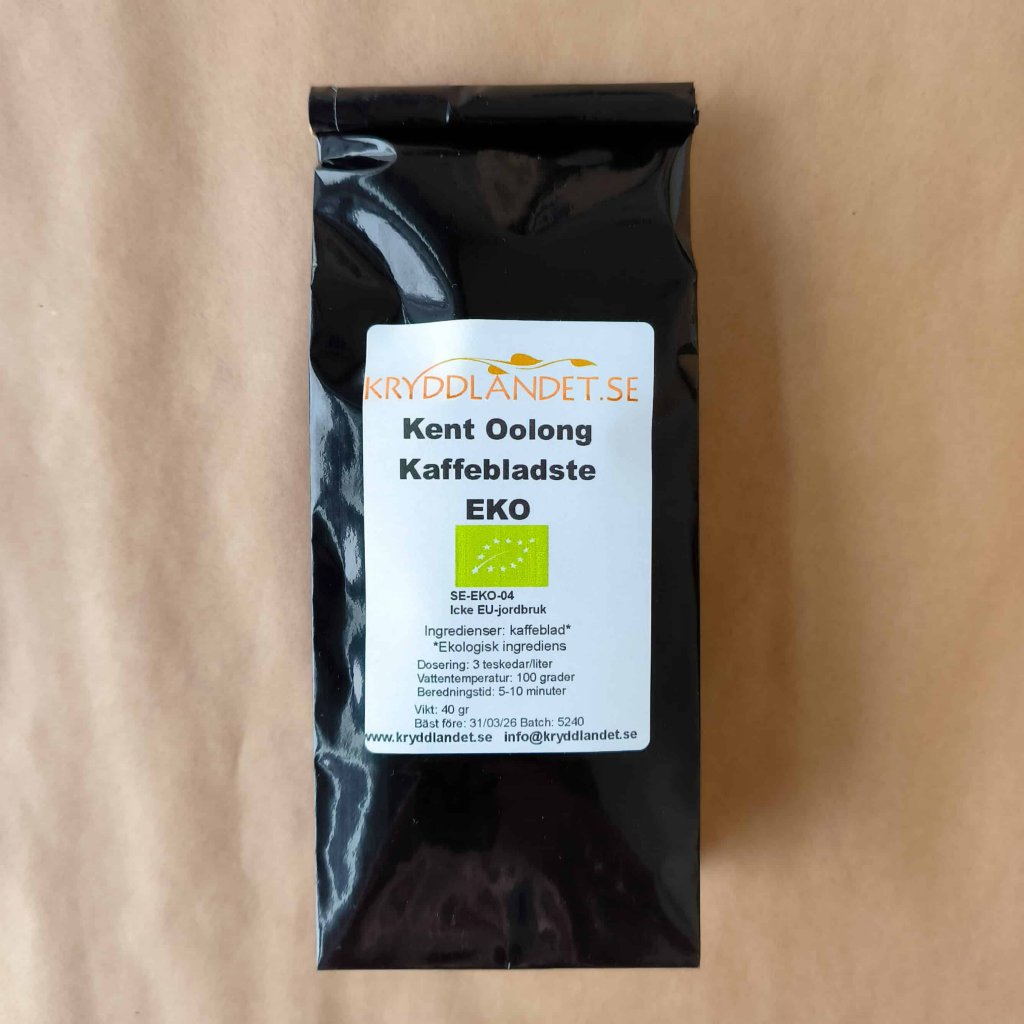 KRYDDLANDET.SE
Kent Oolong
Kaffebladste
EKO
SE-EKO-04
Icke EU-jordbruk
Ingredienser: kaffeblad*
*Ekologisk ingrediens
Dosering: 3 teskedar/liter
Vattentemperatur: 100 grader
Beredningstid: 5-10 minuter
Vikt: 40 gr
Bäst före: 31/03/26 Batch: 5240
www.kryddlandet.se info@kryddlandet.se